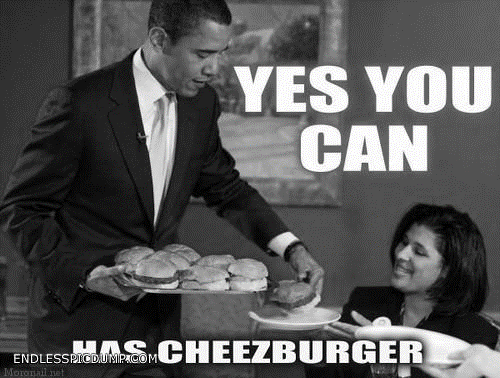 YES YOU
CAN
HAS CHEEZBURGER
ENDLESSPICDUMP.COM
Moronail.net